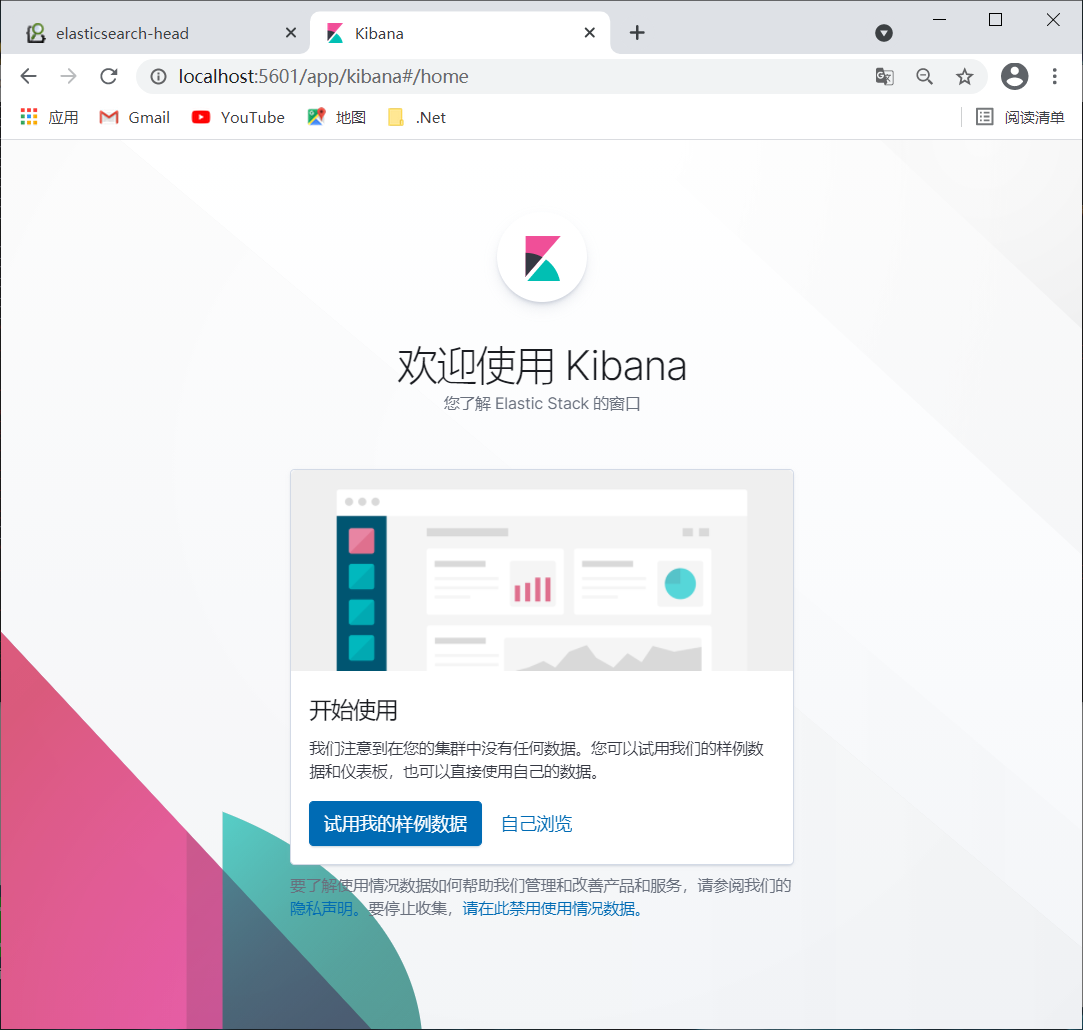 elasticsearch-head
Kibana
localhost:5601/app/kibana#/home
应用 Gmail YouTube 地图 .Net 阅读清单
欢迎使用 Kibana
您了解 Elastic Stack 的窗口
开始使用
我们注意到在您的集群中没有任何数据。您可以试用我们的样例数
据和仪表板，也可以直接使用自己的数据。
试用我的样例数据 自己浏览
要了解使用情况数据如何帮助我们管理和改善产品和服务，请参阅我们的
隐私声明。要停止收集，请在此禁用使用情况数据。